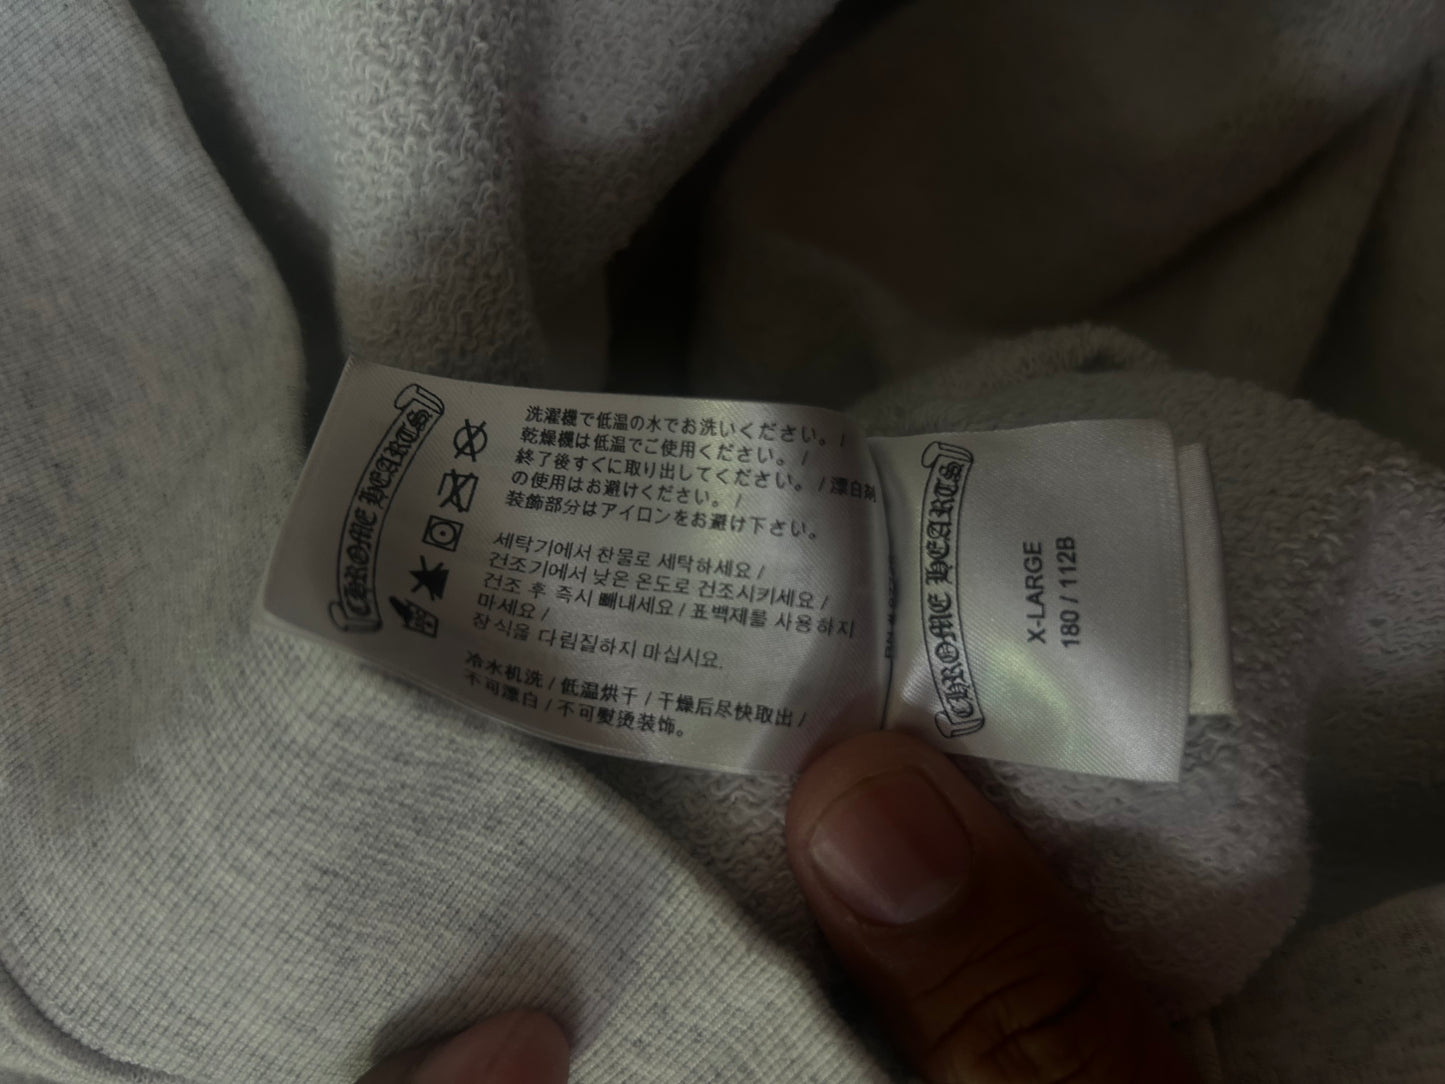 CHROME HEARTS
洗濯機で低温の水でお洗いください。/
乾燥機は低温でご使用ください。/
終了後すぐに取り出してください。/ 漂白剤
の使用はお避けください。/
装飾部分はアイロンをお避け下さい。
세탁기에서 찬물로 세탁하세요 /
건조기에서 낮은 온도로 건조시키세요 /
건조 후 즉시 빼내세요 / 표백제를 사용하지
마세요 /
장식을 다림질하지 마십시요.
冷水机洗 / 低温烘干 / 干燥后尽快取出 /
不可漂白 / 不可熨烫装饰。
RN #
CHROME HEARTS
X-LARGE
180 / 112B